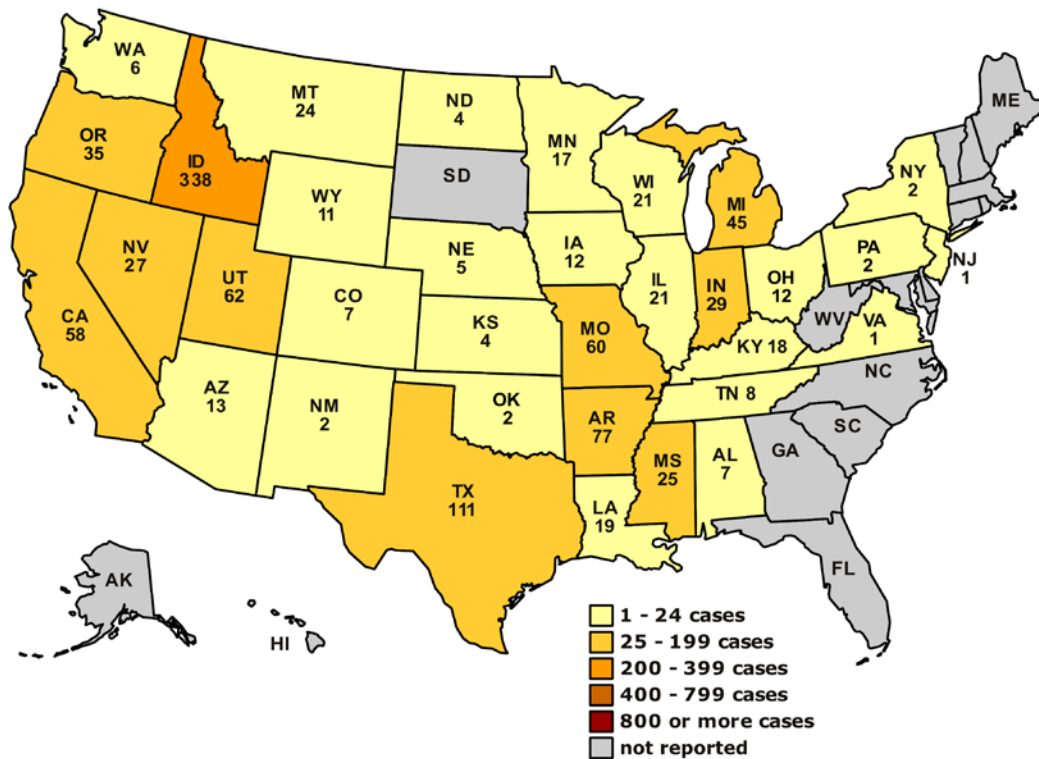 WA
6
MT
24
ND
4
ME
OR
35
ID
338
MN
17
SD
WI
21
NY
2
WY
11
MI
45
NV
27
NE
5
IA
12
PA
2
NJ
1
UT
62
CO
7
IL
21
IN
29
OH
12
CA
58
KS
4
MO
60
WV
VA
1
KY 18
AZ
13
NM
2
OK
2
TN 8
NC
AR
77
SC
MS
25
AL
7
GA
TX
111
LA
19
FL
AK
HI
1 - 24 cases
25 - 199 cases
200 - 399 cases
400 - 799 cases
800 or more cases
not reported